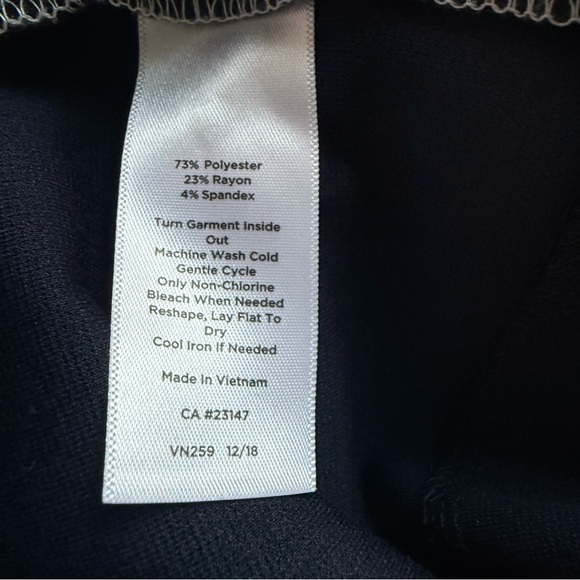 73% Polyester
23% Rayon
4% Spandex
Turn Garment Inside
Out
Machine Wash Cold
Gentle Cycle
Only Non-Chlorine
Bleach When Needed
Reshape, Lay Flat To
Dry
Cool Iron If Needed
Made In Vietnam
CA #23147
VN259 12/18